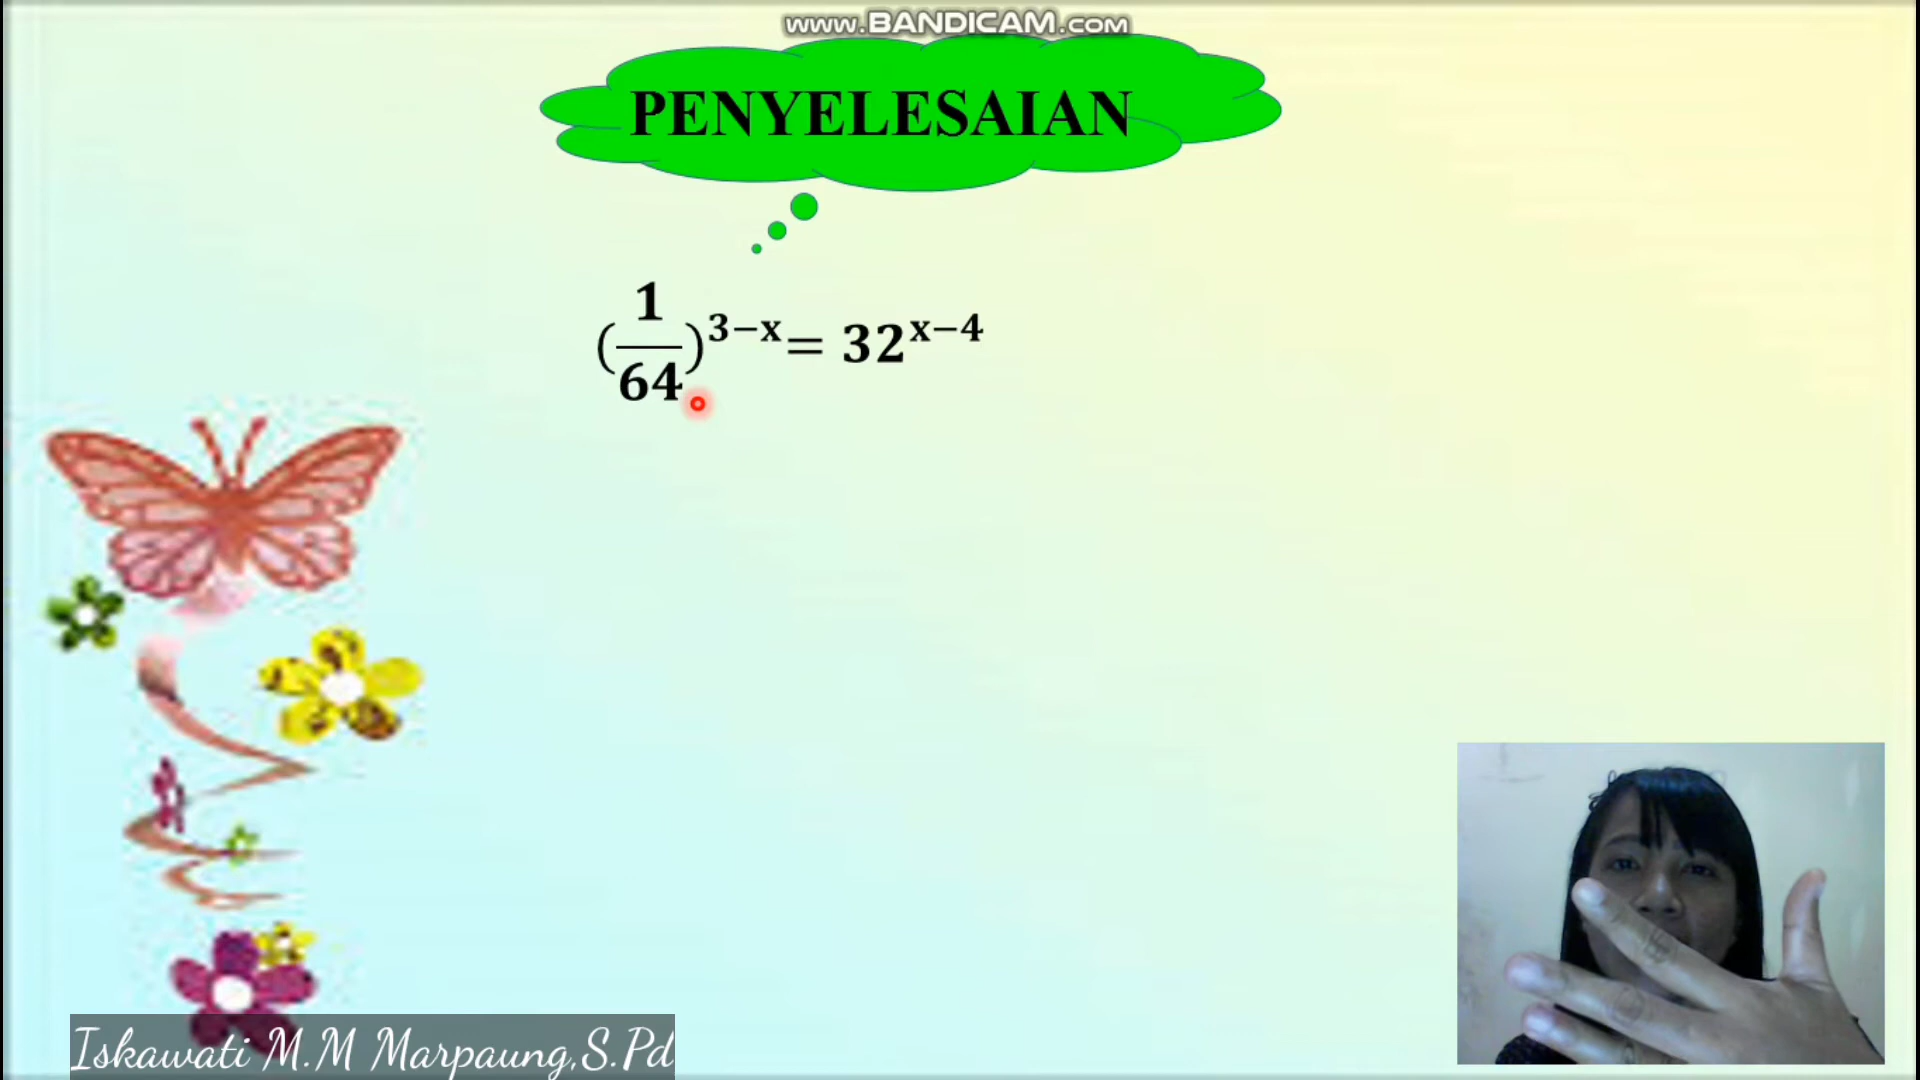 www.BANDICAM.com
PENYELESAIAN
(1/64)^{3−x} = 32^{x−4}
Iskawati M.M Marpaung,S.Pd